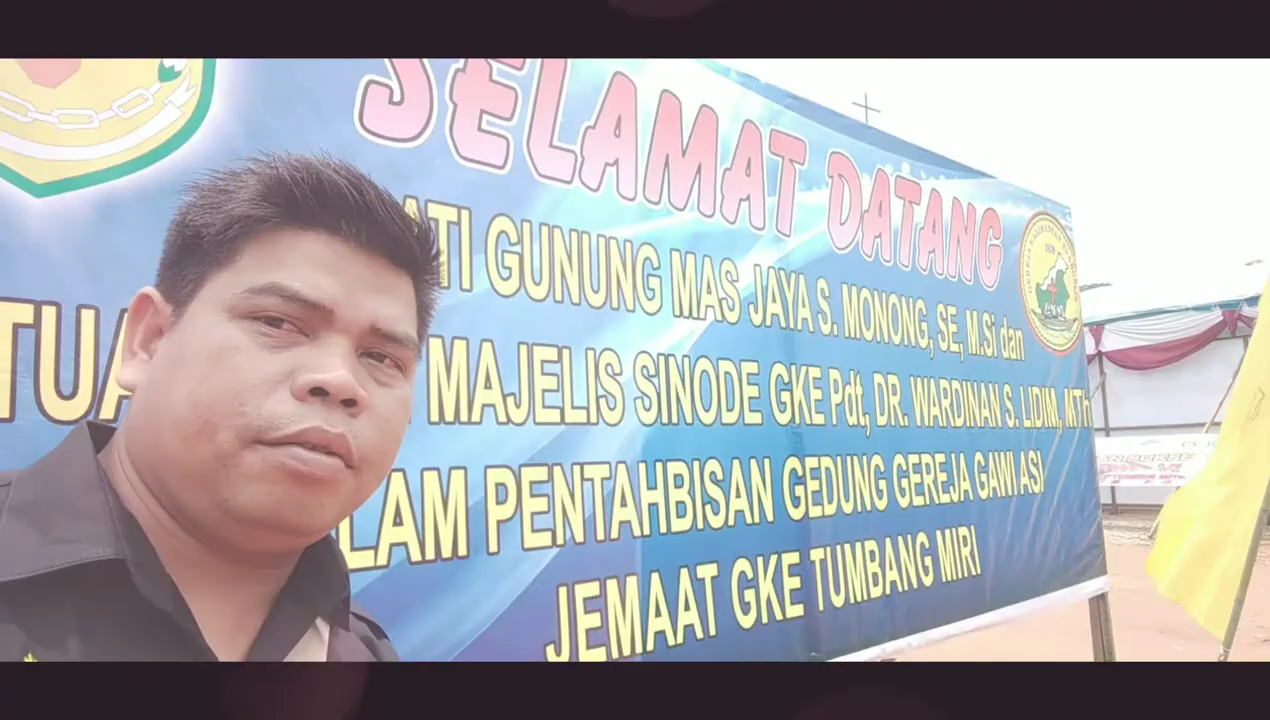 SELAMAT DATANG
ATI GUNUNG MAS JAYA S. MONONG, SE, M.Si dan
TUA MAJELIS SINODE GKE Pdt, DR. WARDINAN S. LIDIM, MTh
LAM PENTAHBISAN GEDUNG GEREJA GAWI ASI
JEMAAT GKE TUMBANG MIRI